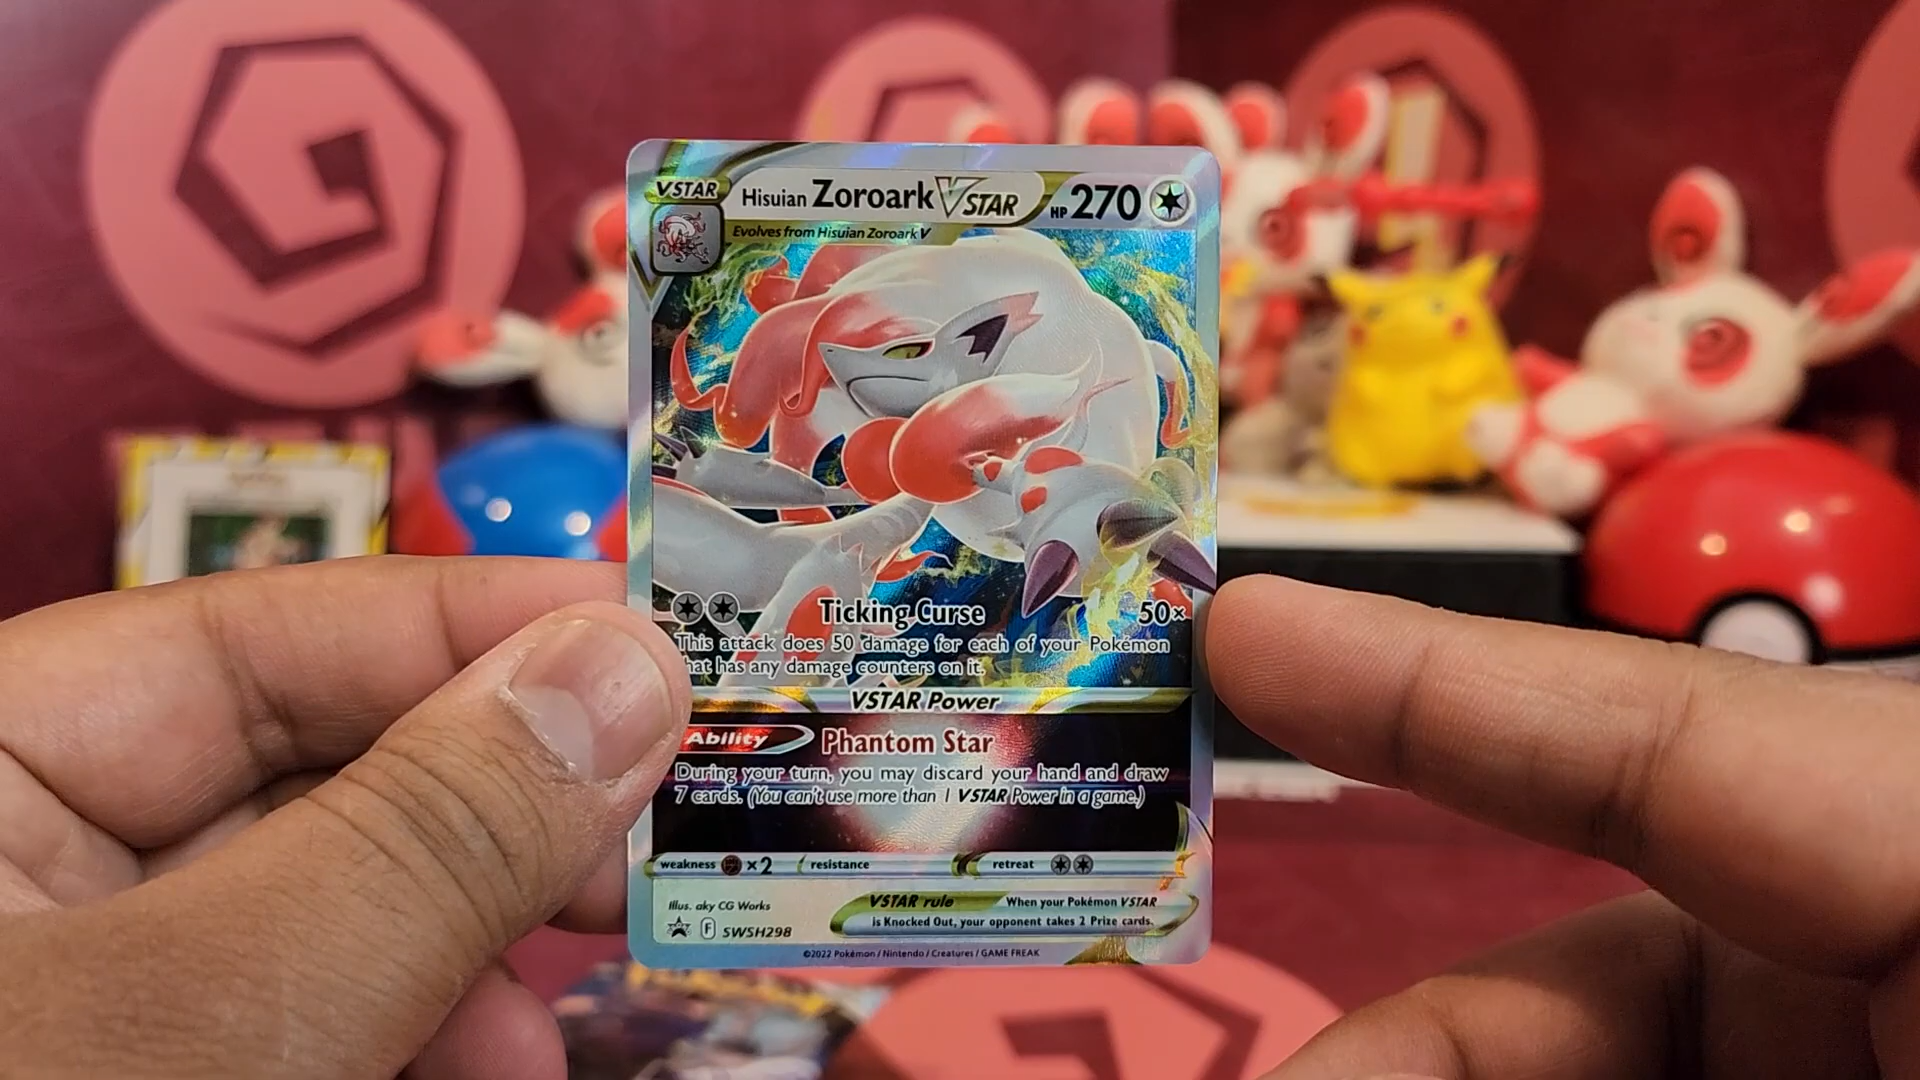 VSTAR
Hisuian Zoroark VSTAR
HP 270
Evolves from Hisuian Zoroark V
Ticking Curse 50×
This attack does 50 damage for each of your Pokémon
hat has any damage counters on it.
VSTAR Power
Ability Phantom Star
During your turn, you may discard your hand and draw
7 cards. (You can't use more than 1 VSTAR Power in a game.)
weakness ×2 resistance retreat
Illus. aky CG Works
VSTAR rule When your Pokémon VSTAR
is Knocked Out, your opponent takes 2 Prize cards.
F SWSH298
©2022 Pokémon / Nintendo / Creatures / GAME FREAK